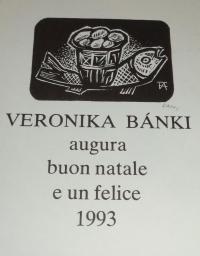 VERONIKA BÁNKI
augura
buon natale
e un felice
1993